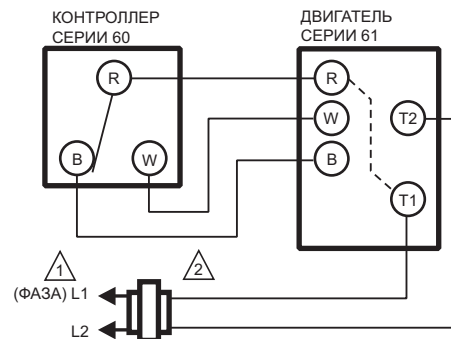 КОНТРОЛЛЕР
СЕРИИ 60
ДВИГАТЕЛЬ
СЕРИИ 61
R
R
W
T2
B
W
B
T1
1
2
(ФАЗА) L1
L2